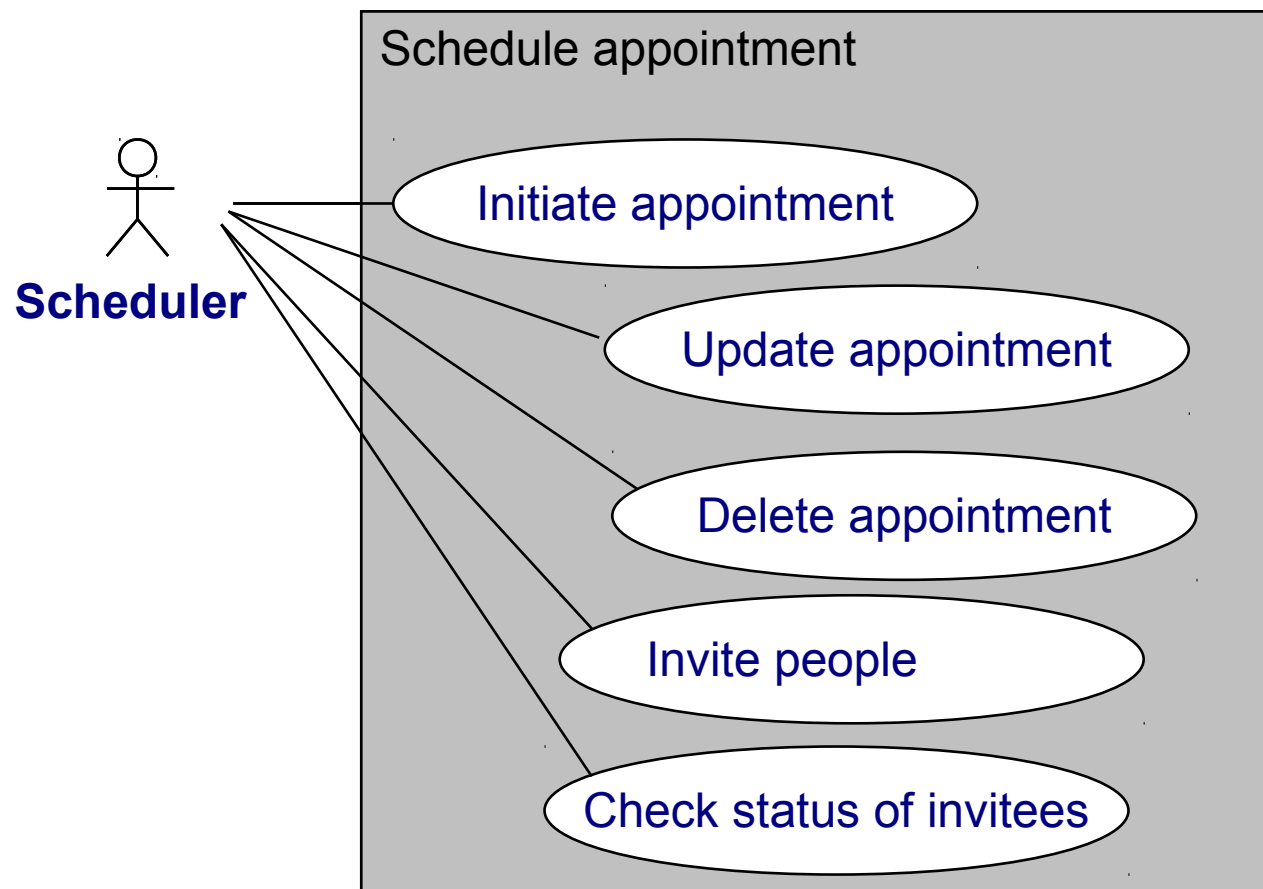 Schedule appointment
Initiate appointment
Scheduler
Update appointment
Delete appointment
Invite people
Check status of invitees